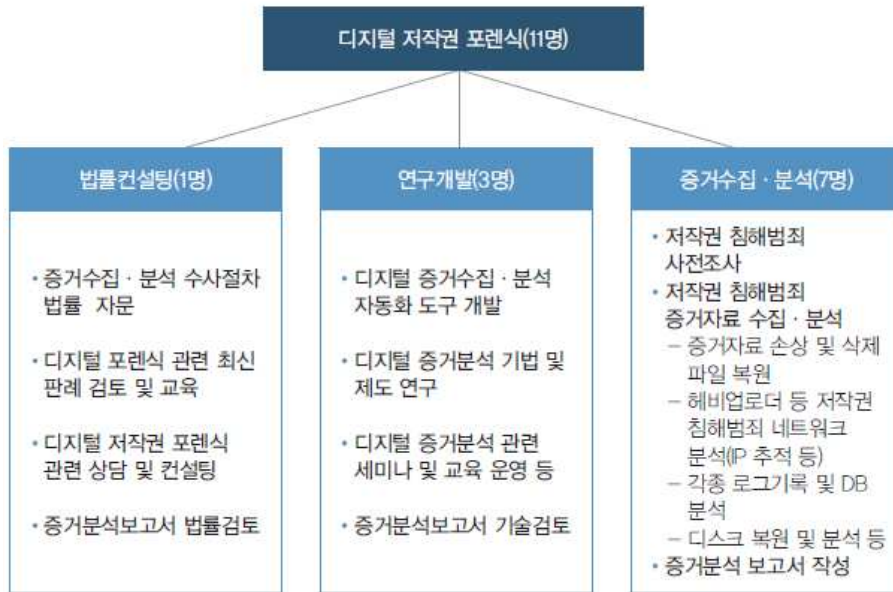 디지털 저작권 포렌식(11명)
법률컨설팅(1명)
• 증거수집 · 분석 수사절차
법률 자문
• 디지털 포렌식 관련 최신
판례 검토 및 교육
• 디지털 저작권 포렌식
관련 상담 및 컨설팅
• 증거분석보고서 법률검토
연구개발(3명)
• 디지털 증거수집 · 분석
자동화 도구 개발
• 디지털 증거분석 기법 및
제도 연구
• 디지털 증거분석 관련
세미나 및 교육 운영 등
• 증거분석보고서 기술검토
증거수집 · 분석(7명)
• 저작권 침해범죄
사전조사
• 저작권 침해범죄
증거자료 수집 · 분석
– 증거자료 손상 및 삭제
파일 복원
– 헤비업로더 등 저작권
침해범죄 네트워크
분석(IP 추적 등)
– 각종 로그기록 및 DB
분석
– 디스크 복원 및 분석 등
• 증거분석 보고서 작성